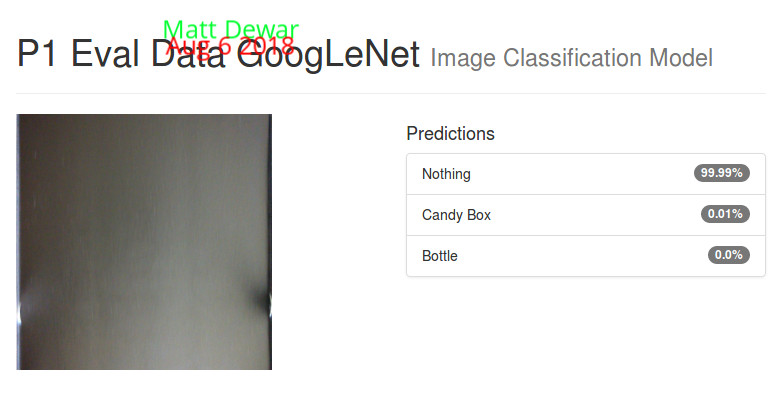 Matt Dewar
Aug 6 2018
P1 Eval Data GoogLeNet Image Classification Model
Predictions
Nothing 99.99%
Candy Box 0.01%
Bottle 0.0%